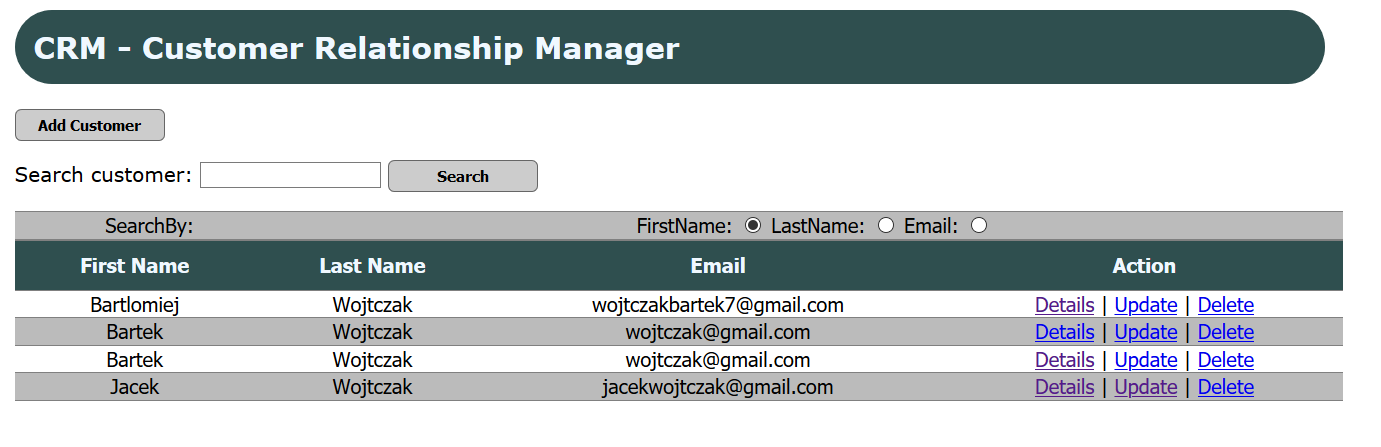 CRM - Customer Relationship Manager
Add Customer
Search customer: Search
SearchBy: FirstName: LastName: Email:
First Name Last Name Email Action
Bartlomiej Wojtczak wojtczakbartek7@gmail.com Details | Update | Delete
Bartek Wojtczak wojtczak@gmail.com Details | Update | Delete
Bartek Wojtczak wojtczak@gmail.com Details | Update | Delete
Jacek Wojtczak jacekwojtczak@gmail.com Details | Update | Delete